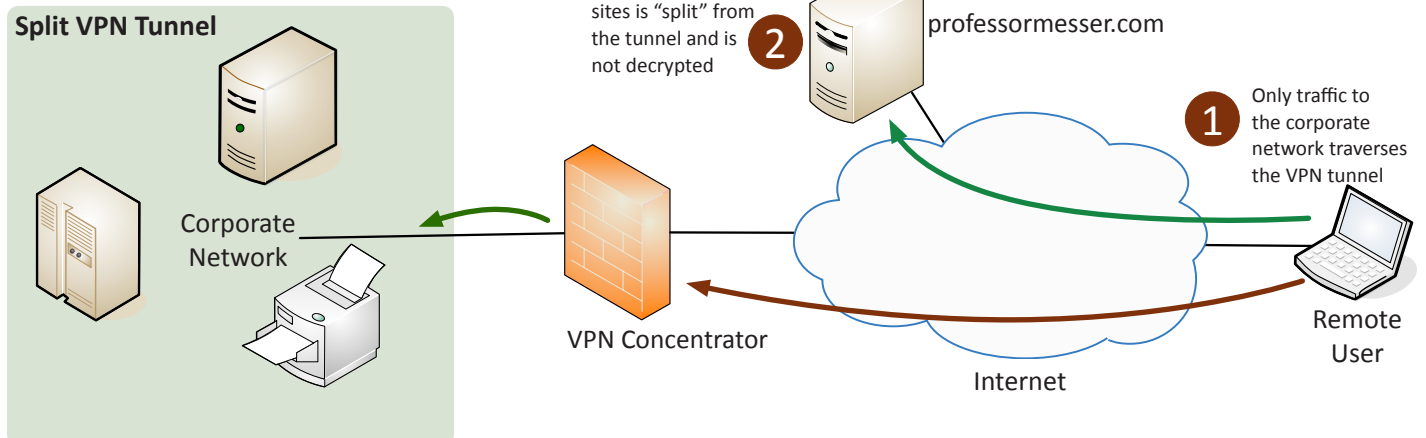 Split VPN Tunnel
sites is “split” from
the tunnel and is
not decrypted
2
professormesser.com
1
Only traffic to
the corporate
network traverses
the VPN tunnel
Corporate
Network
VPN Concentrator
Internet
Remote
User